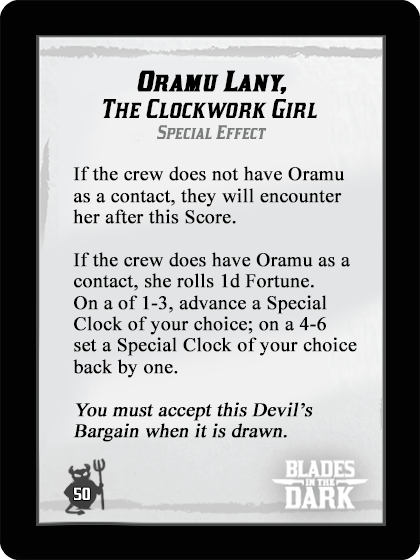 Oramu Lany,
The Clockwork Girl
Special Effect
If the crew does not have Oramu
as a contact, they will encounter
her after this Score.
If the crew does have Oramu as a
contact, she rolls 1d Fortune.
On a of 1-3, advance a Special
Clock of your choice; on a 4-6
set a Special Clock of your choice
back by one.
You must accept this Devil's
Bargain when it is drawn.
50
BLADES
IN THE
DARK